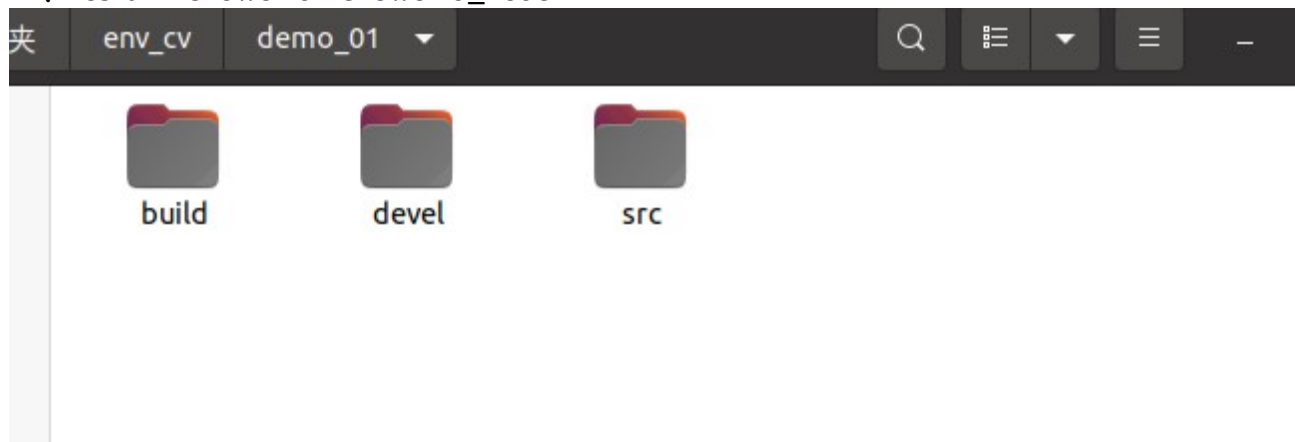 夹 env_cv demo_01
build devel src